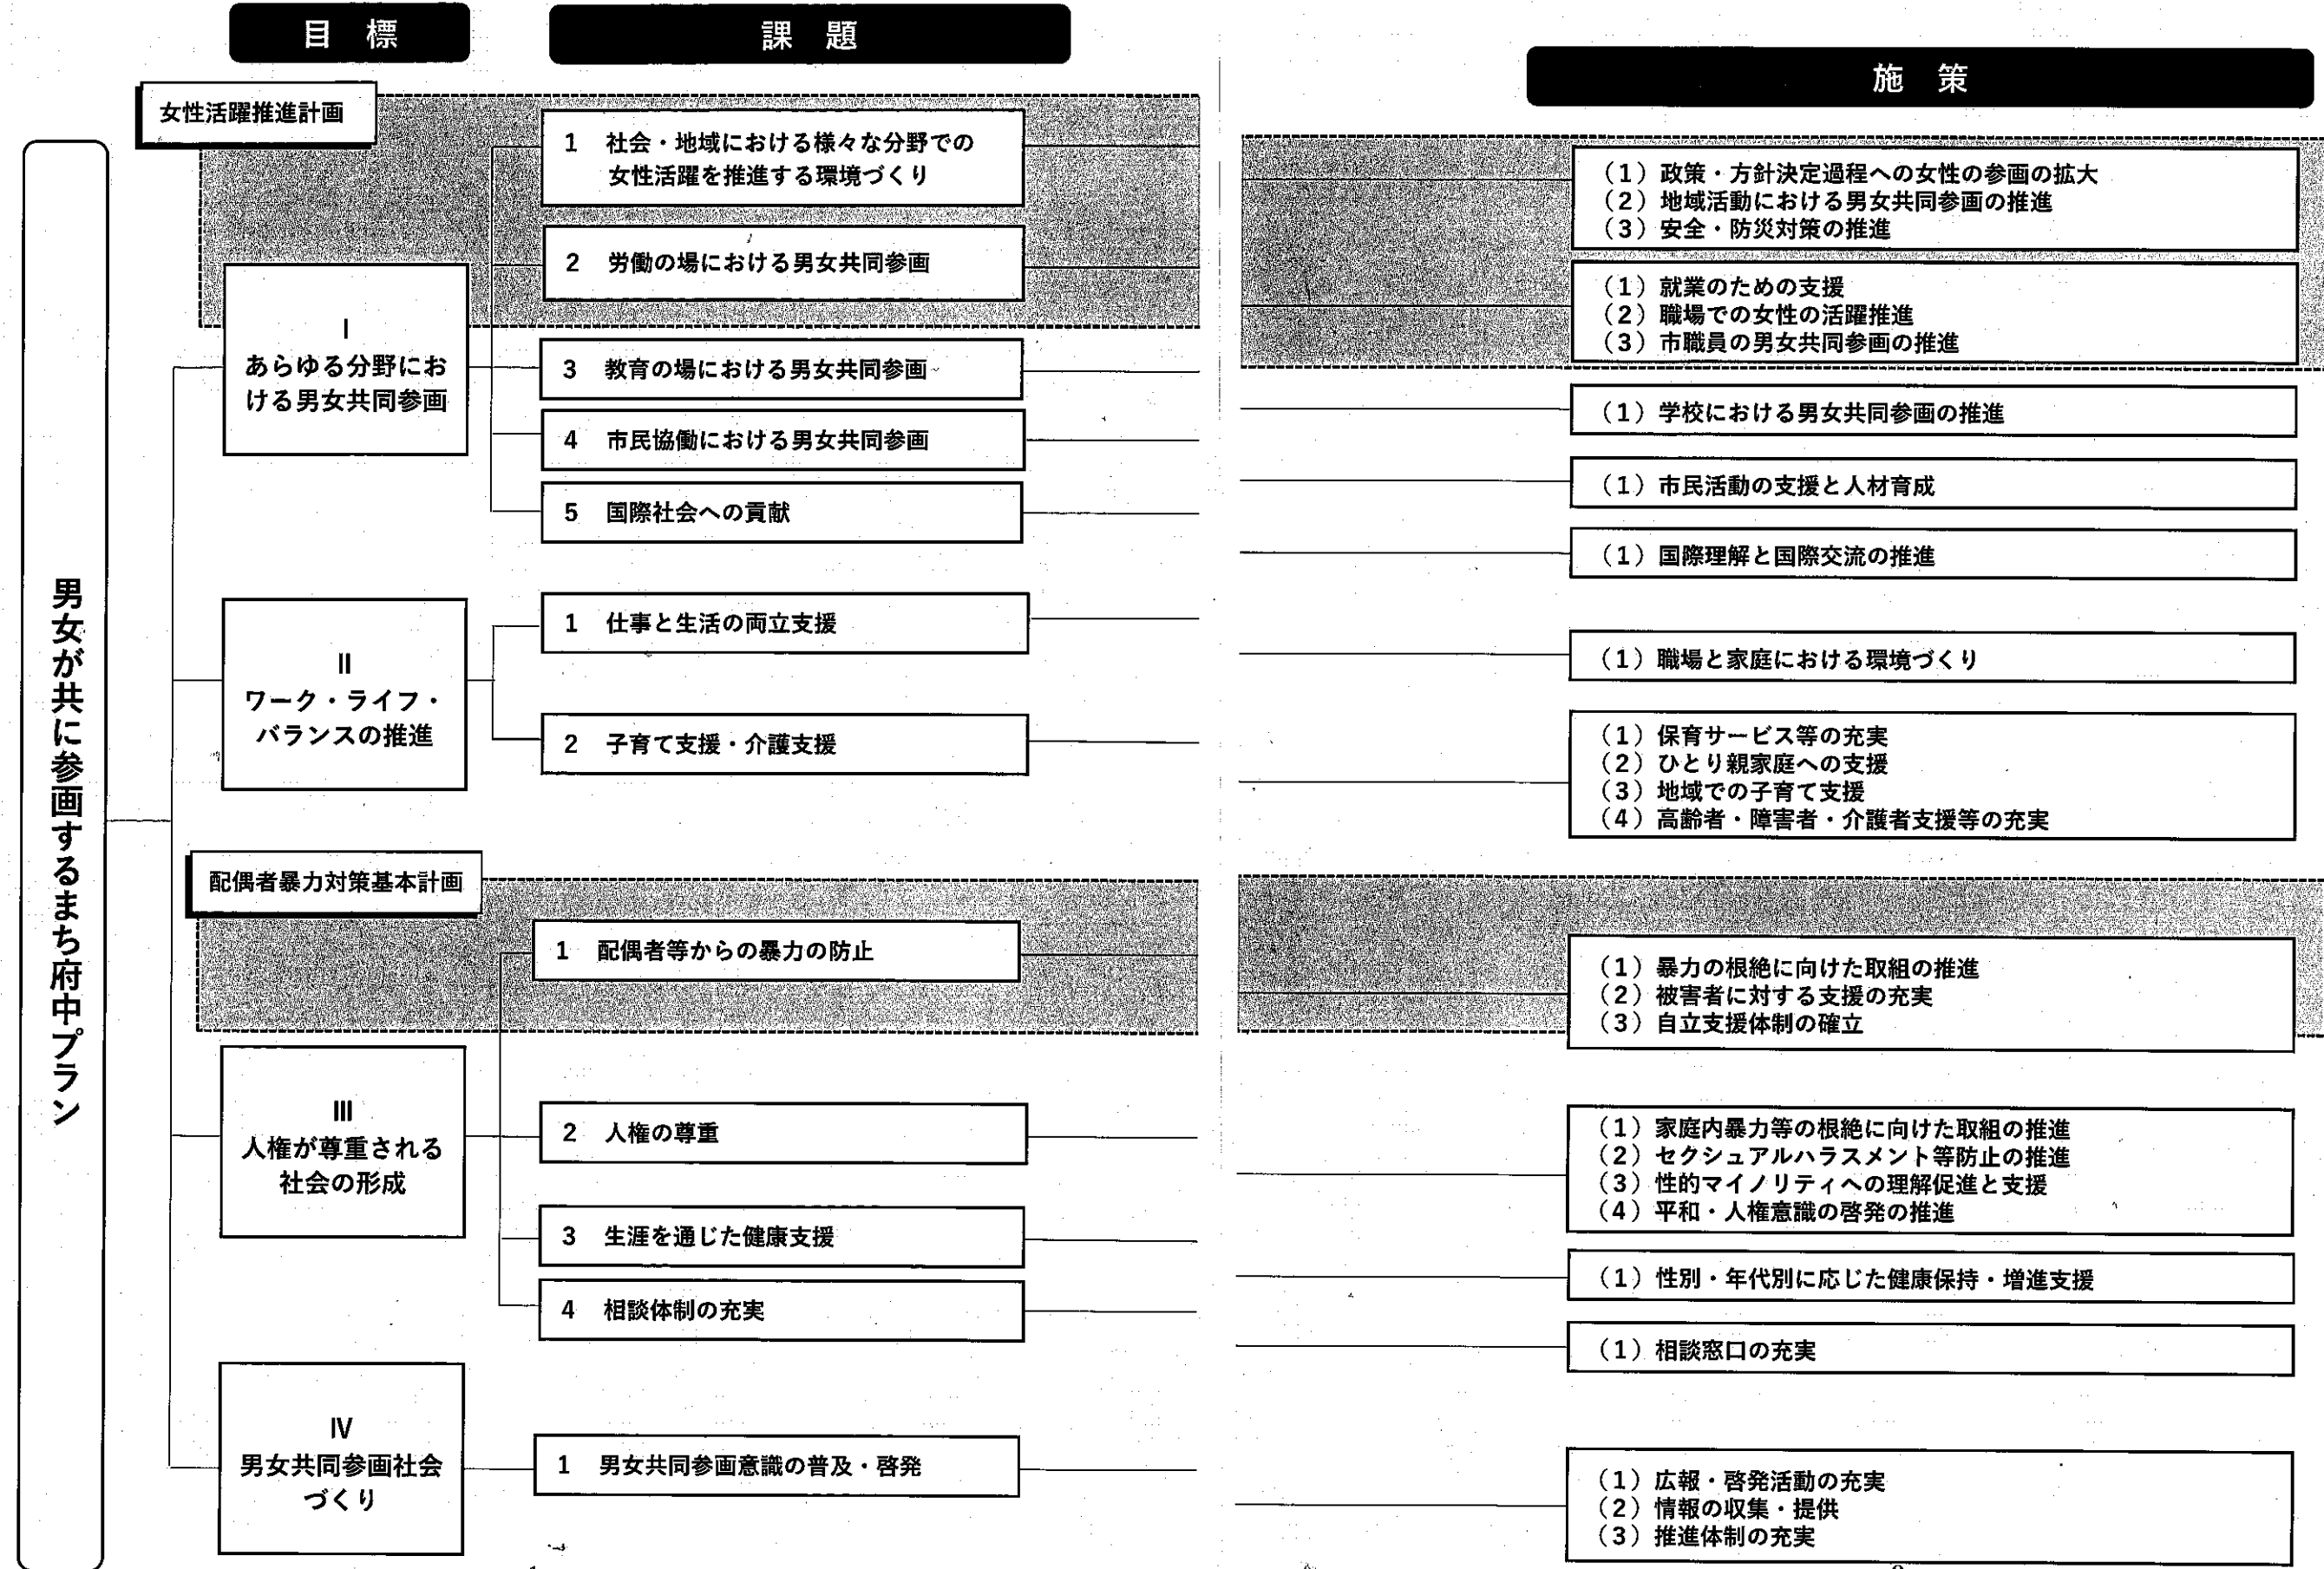 目 標
課 題
施 策
男女が共に参画するまち府中プラン
女性活躍推進計画
Ⅰ
あらゆる分野にお
ける男女共同参画
1 社会・地域における様々な分野での
女性活躍を推進する環境づくり
(1) 政策・方針決定過程への女性の参画の拡大
(2) 地域活動における男女共同参画の推進
(3) 安全・防災対策の推進
2 労働の場における男女共同参画
(1) 就業のための支援
(2) 職場での女性の活躍推進
(3) 市職員の男女共同参画の推進
3 教育の場における男女共同参画
(1) 学校における男女共同参画の推進
4 市民協働における男女共同参画
(1) 市民活動の支援と人材育成
5 国際社会への貢献
(1) 国際理解と国際交流の推進
Ⅱ
ワーク・ライフ・
バランスの推進
1 仕事と生活の両立支援
(1) 職場と家庭における環境づくり
2 子育て支援・介護支援
(1) 保育サービス等の充実
(2) ひとり親家庭への支援
(3) 地域での子育て支援
(4) 高齢者・障害者・介護者支援等の充実
配偶者暴力対策基本計画
Ⅲ
人権が尊重される
社会の形成
1 配偶者等からの暴力の防止
(1) 暴力の根絶に向けた取組の推進
(2) 被害者に対する支援の充実
(3) 自立支援体制の確立
2 人権の尊重
(1) 家庭内暴力等の根絶に向けた取組の推進
(2) セクシュアルハラスメント等防止の推進
(3) 性的マイノリティへの理解促進と支援
(4) 平和・人権意識の啓発の推進
3 生涯を通じた健康支援
(1) 性別・年代別に応じた健康保持・増進支援
4 相談体制の充実
(1) 相談窓口の充実
Ⅳ
男女共同参画社会
づくり
1 男女共同参画意識の普及・啓発
(1) 広報・啓発活動の充実
(2) 情報の収集・提供
(3) 推進体制の充実